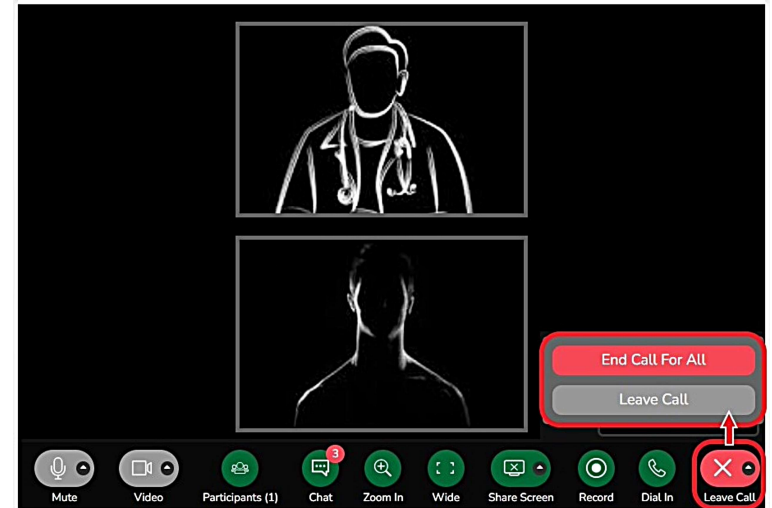 End Call For All
Leave Call
3
Mute Video Participants (1) Chat Zoom In Wide Share Screen Record Dial In Leave Call